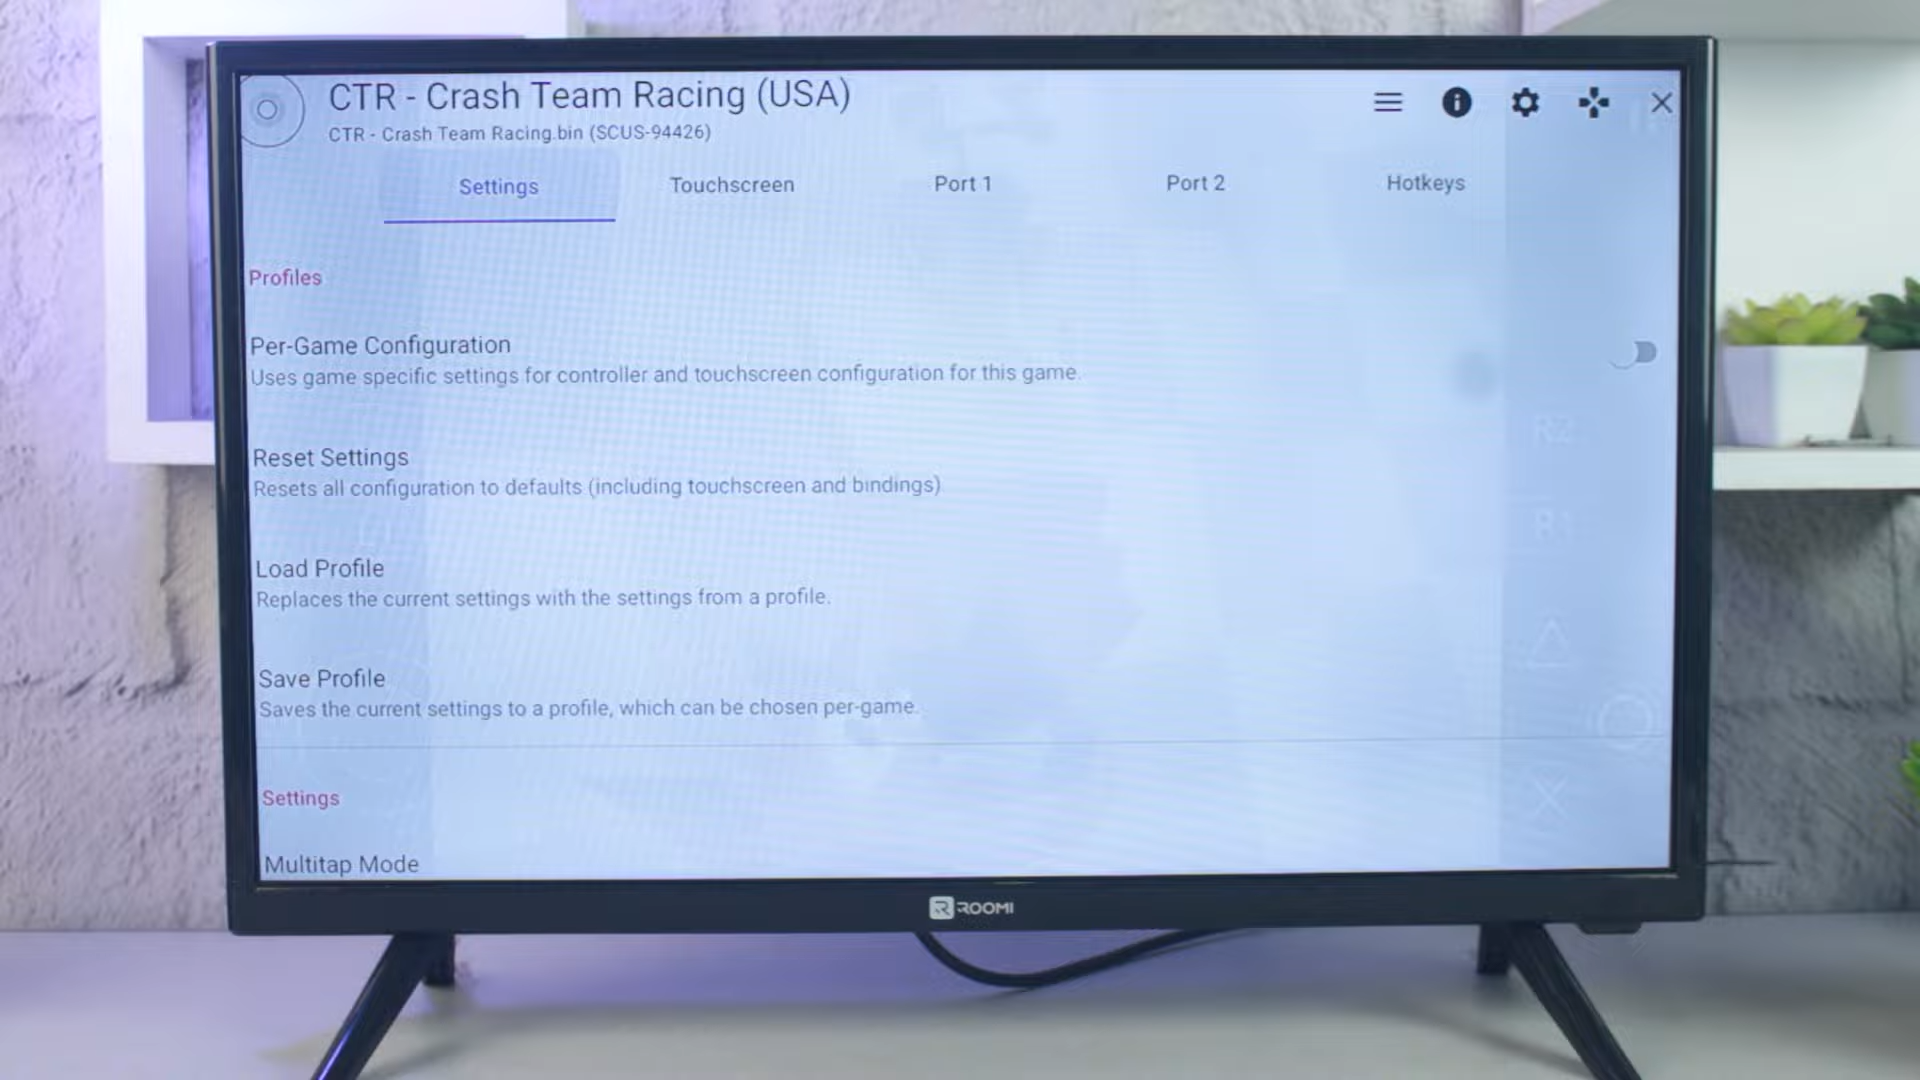 CTR - Crash Team Racing (USA)
CTR - Crash Team Racing.bin (SCUS-94426)
Settings
Touchscreen
Port 1
Port 2
Hotkeys
Profiles
Per-Game Configuration
Uses game specific settings for controller and touchscreen configuration for this game.
Reset Settings
Resets all configuration to defaults (including touchscreen and bindings)
Load Profile
Replaces the current settings with the settings from a profile.
Save Profile
Saves the current settings to a profile, which can be chosen per-game.
Settings
Multitap Mode
R2
R1
ROOMI